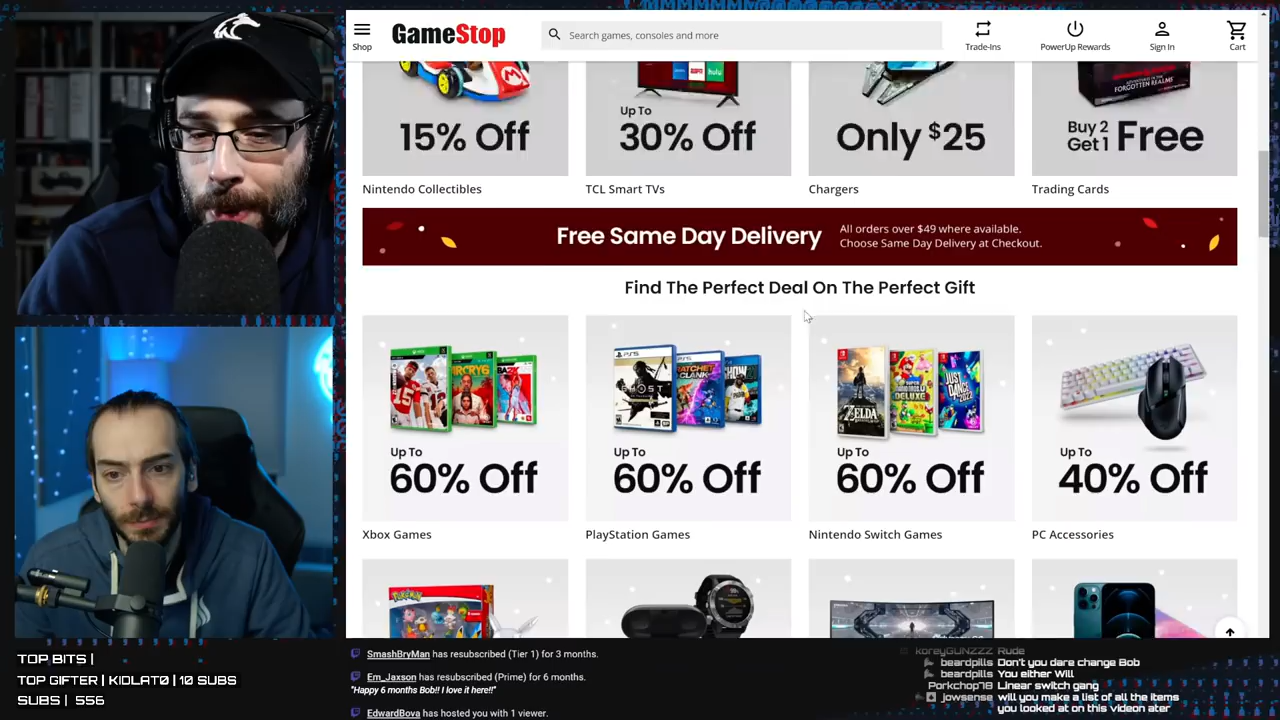 Shop
GameStop
Search games, consoles and more
Trade-Ins
PowerUp Rewards
Sign In
Cart
15% Off
Up To
30% Off
Only $25
Buy 2
Get 1 Free
Nintendo Collectibles
TCL Smart TVs
Chargers
Trading Cards
Free Same Day Delivery
All orders over $49 where available.
Choose Same Day Delivery at Checkout.
Find The Perfect Deal On The Perfect Gift
Up To
60% Off
Up To
60% Off
Up To
60% Off
Up To
40% Off
Xbox Games
PlayStation Games
Nintendo Switch Games
PC Accessories
TOP BITS |
TOP GIFTER | KIDLAT0 | 10 SUBS
SUBS | 556
SmashBryMan has resubscribed (Tier 1) for 3 months.
Em_Jaxson has resubscribed (Prime) for 6 months.
"Happy 6 months Bob!! I love it here!!"
EdwardBova has hosted you with 1 viewer.
koreyGUNZZZ Rude
beardpills Don't you dare change Bob
beardpills You either Will
Porkchop78 Linear switch gang
jowsense will you make a list of all the items
you looked at on this videon ater